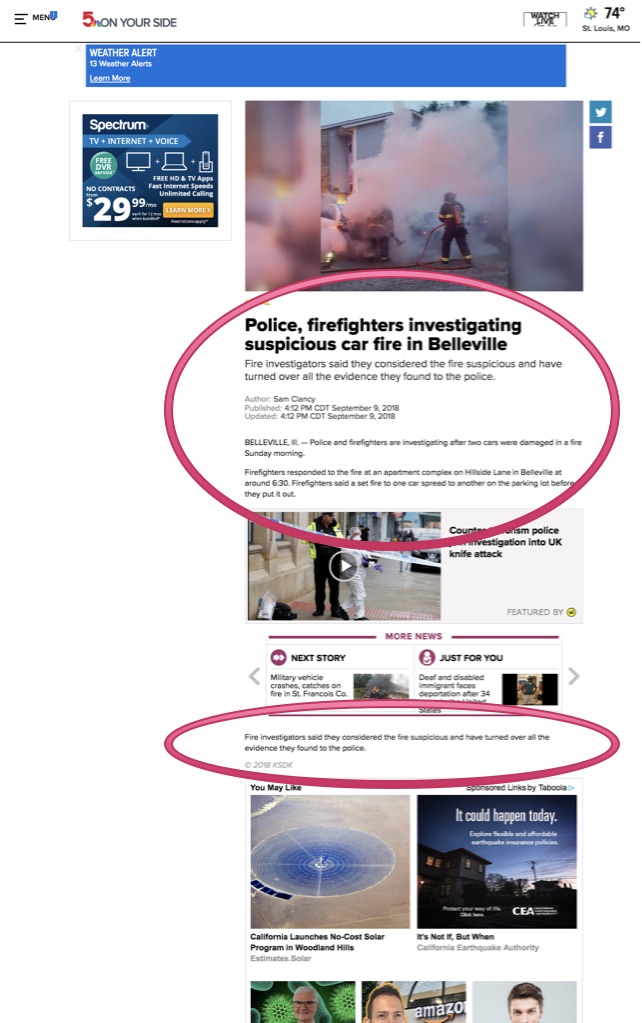 MENU
5 ON YOUR SIDE
WATCH
LIVE
74°
St. Louis, MO
WEATHER ALERT
13 Weather Alerts
Learn More
Spectrum
TV + INTERNET + VOICE
FREE
DVR
SERVICE
FREE HD & TV Apps
Fast Internet Speeds
Unlimited Calling
NO CONTRACTS
From
$29.99/mo
each for 12 mos
when bundled*
LEARN MORE
Restrictions apply*
Police, firefighters investigating
suspicious car fire in Belleville
Fire investigators said they considered the fire suspicious and have
turned over all the evidence they found to the police.
Author: Sam Clancy
Published: 4:12 PM CDT September 9, 2018
Updated: 4:12 PM CDT September 9, 2018
BELLEVILLE, Ill. — Police and firefighters are investigating after two cars were damaged in a fire
Sunday morning.
Firefighters responded to the fire at an apartment complex on Hillside Lane in Belleville at
around 6:30. Firefighters said a set fire to one car spread to another on the parking lot before
they put it out.
police
investigation into UK
knife attack
FEATURED BY
MORE NEWS
NEXT STORY
Military vehicle
crashes, catches on
fire in St. Francois Co.
JUST FOR YOU
Deaf and disabled
immigrant faces
deportation after 34
States
Fire investigators said they considered the fire suspicious and have turned over all the
evidence they found to the police.
© 2018 KSDK
You May Like
Sponsored Links by Taboola
It could happen today.
Explore flexible and affordable
earthquake insurance policies.
Protect your way of life.
Click here.
CEA
California Launches No-Cost Solar
Program in Woodland Hills
Estimates.Solar
It's Not If, But When
California Earthquake Authority
amazon